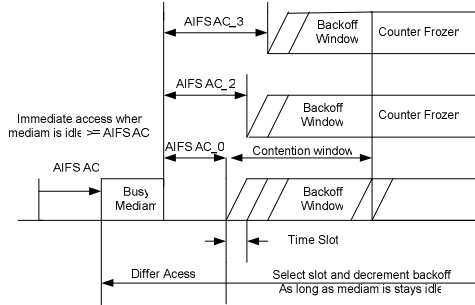 AIFS AC_3
Backoff
Window
Counter Frozen
AIFS AC_2
Backoff
Window
Counter Frozen
Immediate access wher
mediam is idle >= AIFS AC
AIFS AC_0
Contention window
AIFS AC
Busy
Mediam
Backoff
Window
Time Slot
Differ Acess
Select slot and decrement backoff
As long as mediam is stays idle